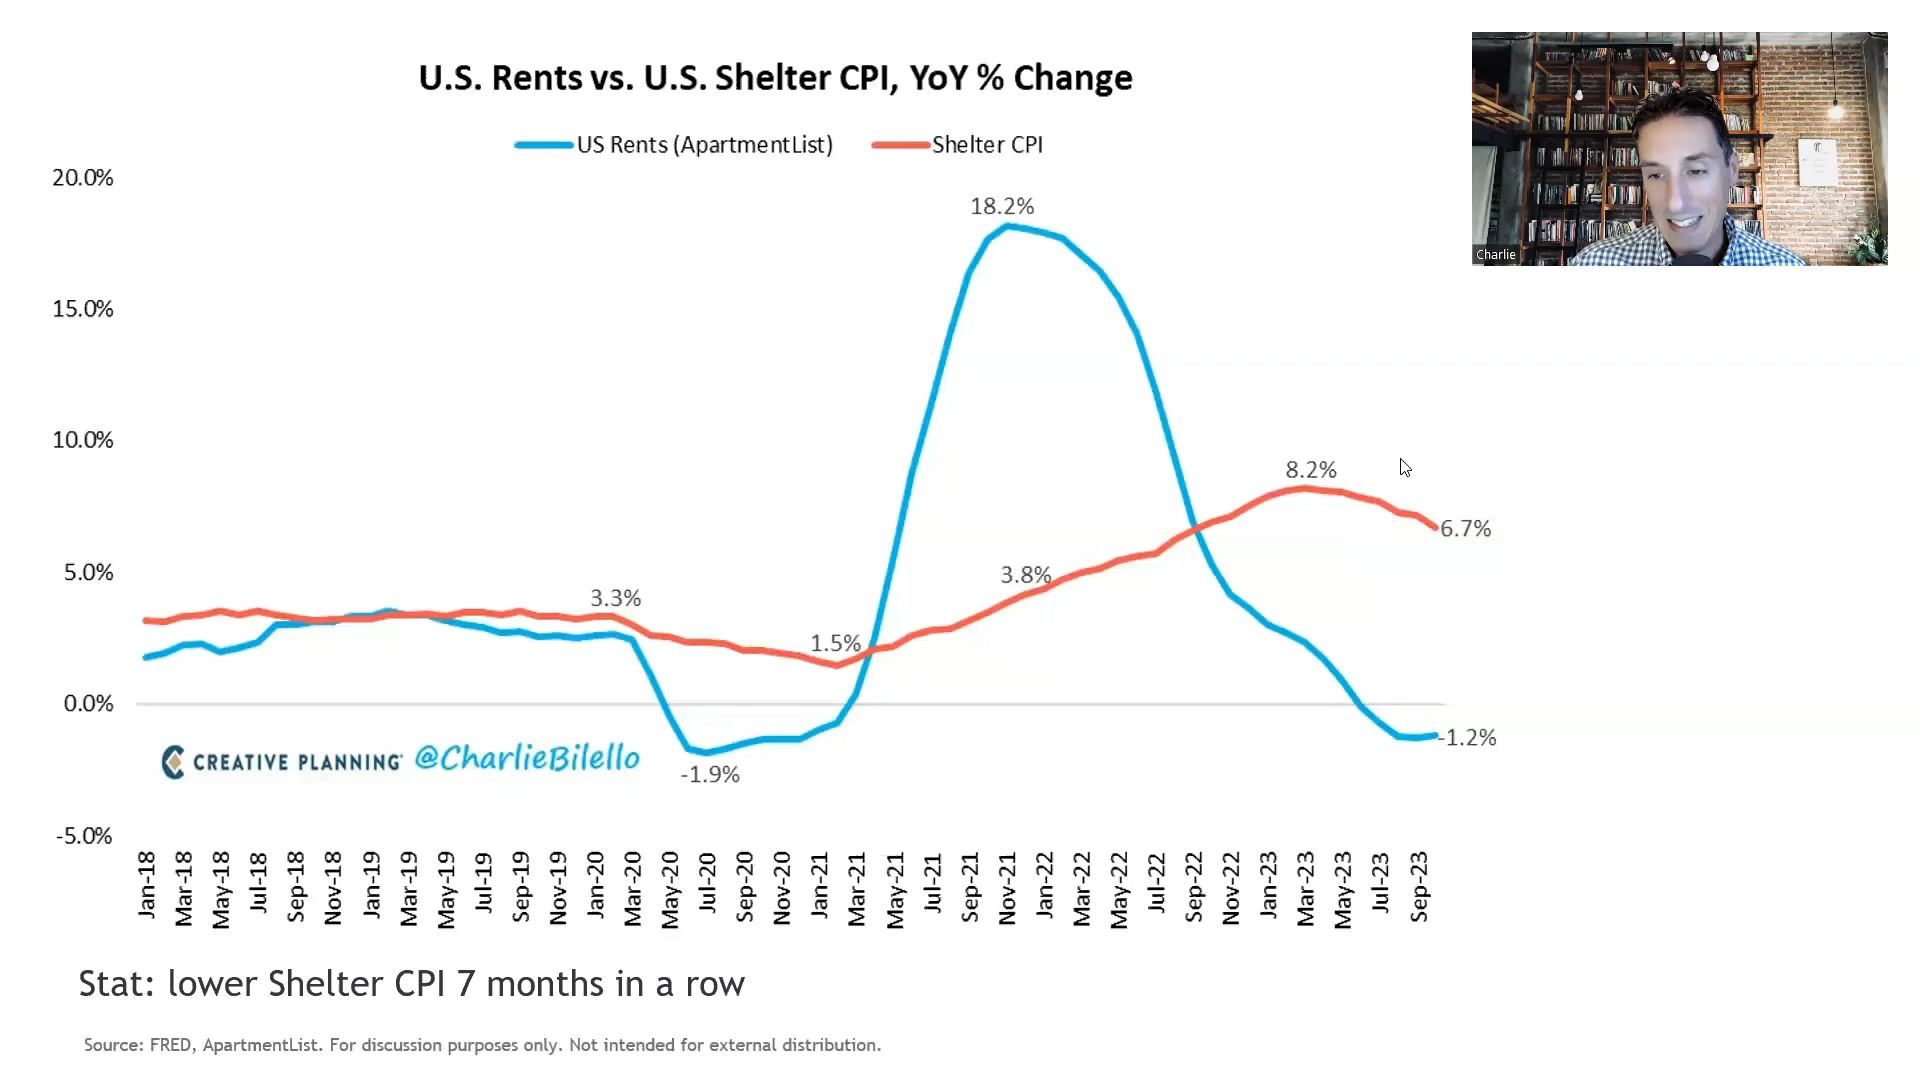 U.S. Rents vs. U.S. Shelter CPI, YoY % Change
US Rents (ApartmentList) Shelter CPI
20.0%
15.0%
10.0%
5.0%
0.0%
-5.0%
18.2%
8.2%
6.7%
3.8%
3.3%
1.5%
-1.2%
-1.9%
CREATIVE PLANNING @CharlieBilello
Jan-18
Mar-18
May-18
Jul-18
Sep-18
Nov-18
Jan-19
Mar-19
May-19
Jul-19
Sep-19
Nov-19
Jan-20
Mar-20
May-20
Jul-20
Sep-20
Nov-20
Jan-21
Mar-21
May-21
Jul-21
Sep-21
Nov-21
Jan-22
Mar-22
May-22
Jul-22
Sep-22
Nov-22
Jan-23
Mar-23
May-23
Jul-23
Sep-23
Stat: lower Shelter CPI 7 months in a row
Source: FRED, ApartmentList. For discussion purposes only. Not intended for external distribution.
Charlie